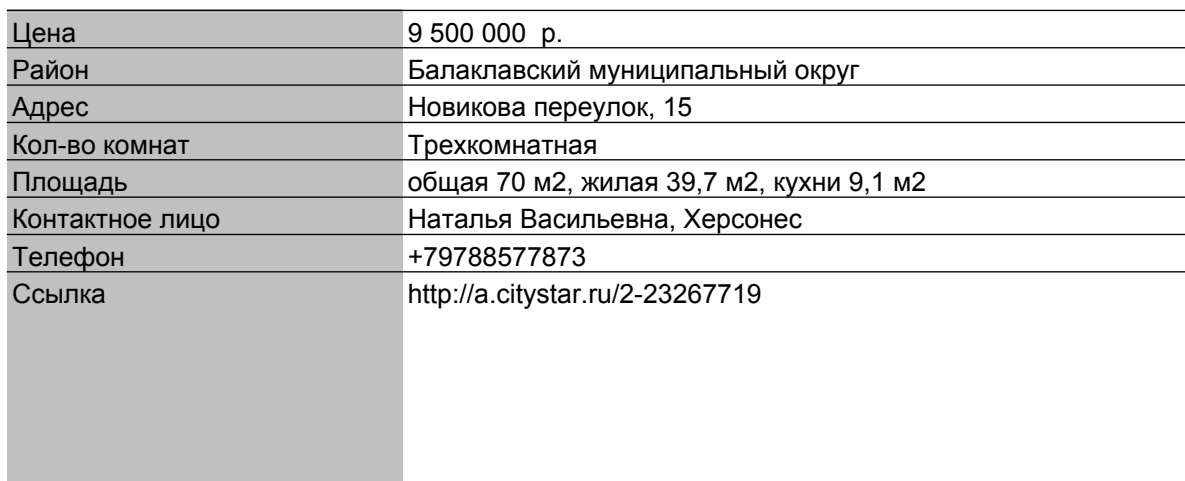 Цена 9 500 000 р.
Район Балаклавский муниципальный округ
Адрес Новикова переулок, 15
Кол-во комнат Трехкомнатная
Площадь общая 70 м2, жилая 39,7 м2, кухни 9,1 м2
Контактное лицо Наталья Васильевна, Херсонес
Телефон +79788577873
Ссылка http://a.citystar.ru/2-23267719